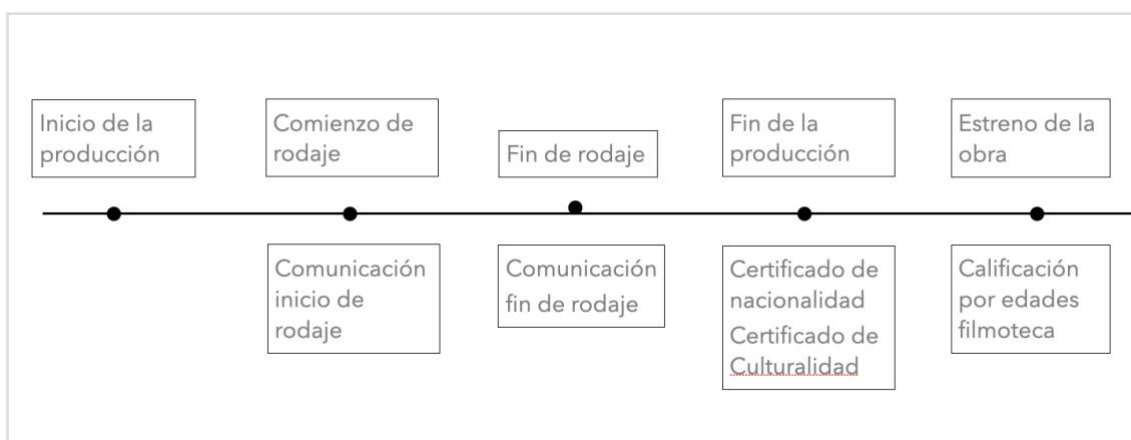 Inicio de la
producción
Comienzo de
rodaje
Fin de rodaje
Fin de la
producción
Estreno de la
obra
Comunicación
inicio de
rodaje
Comunicación
fin de rodaje
Certificado de
nacionalidad
Certificado de
Culturalidad
Calificación
por edades
filmoteca